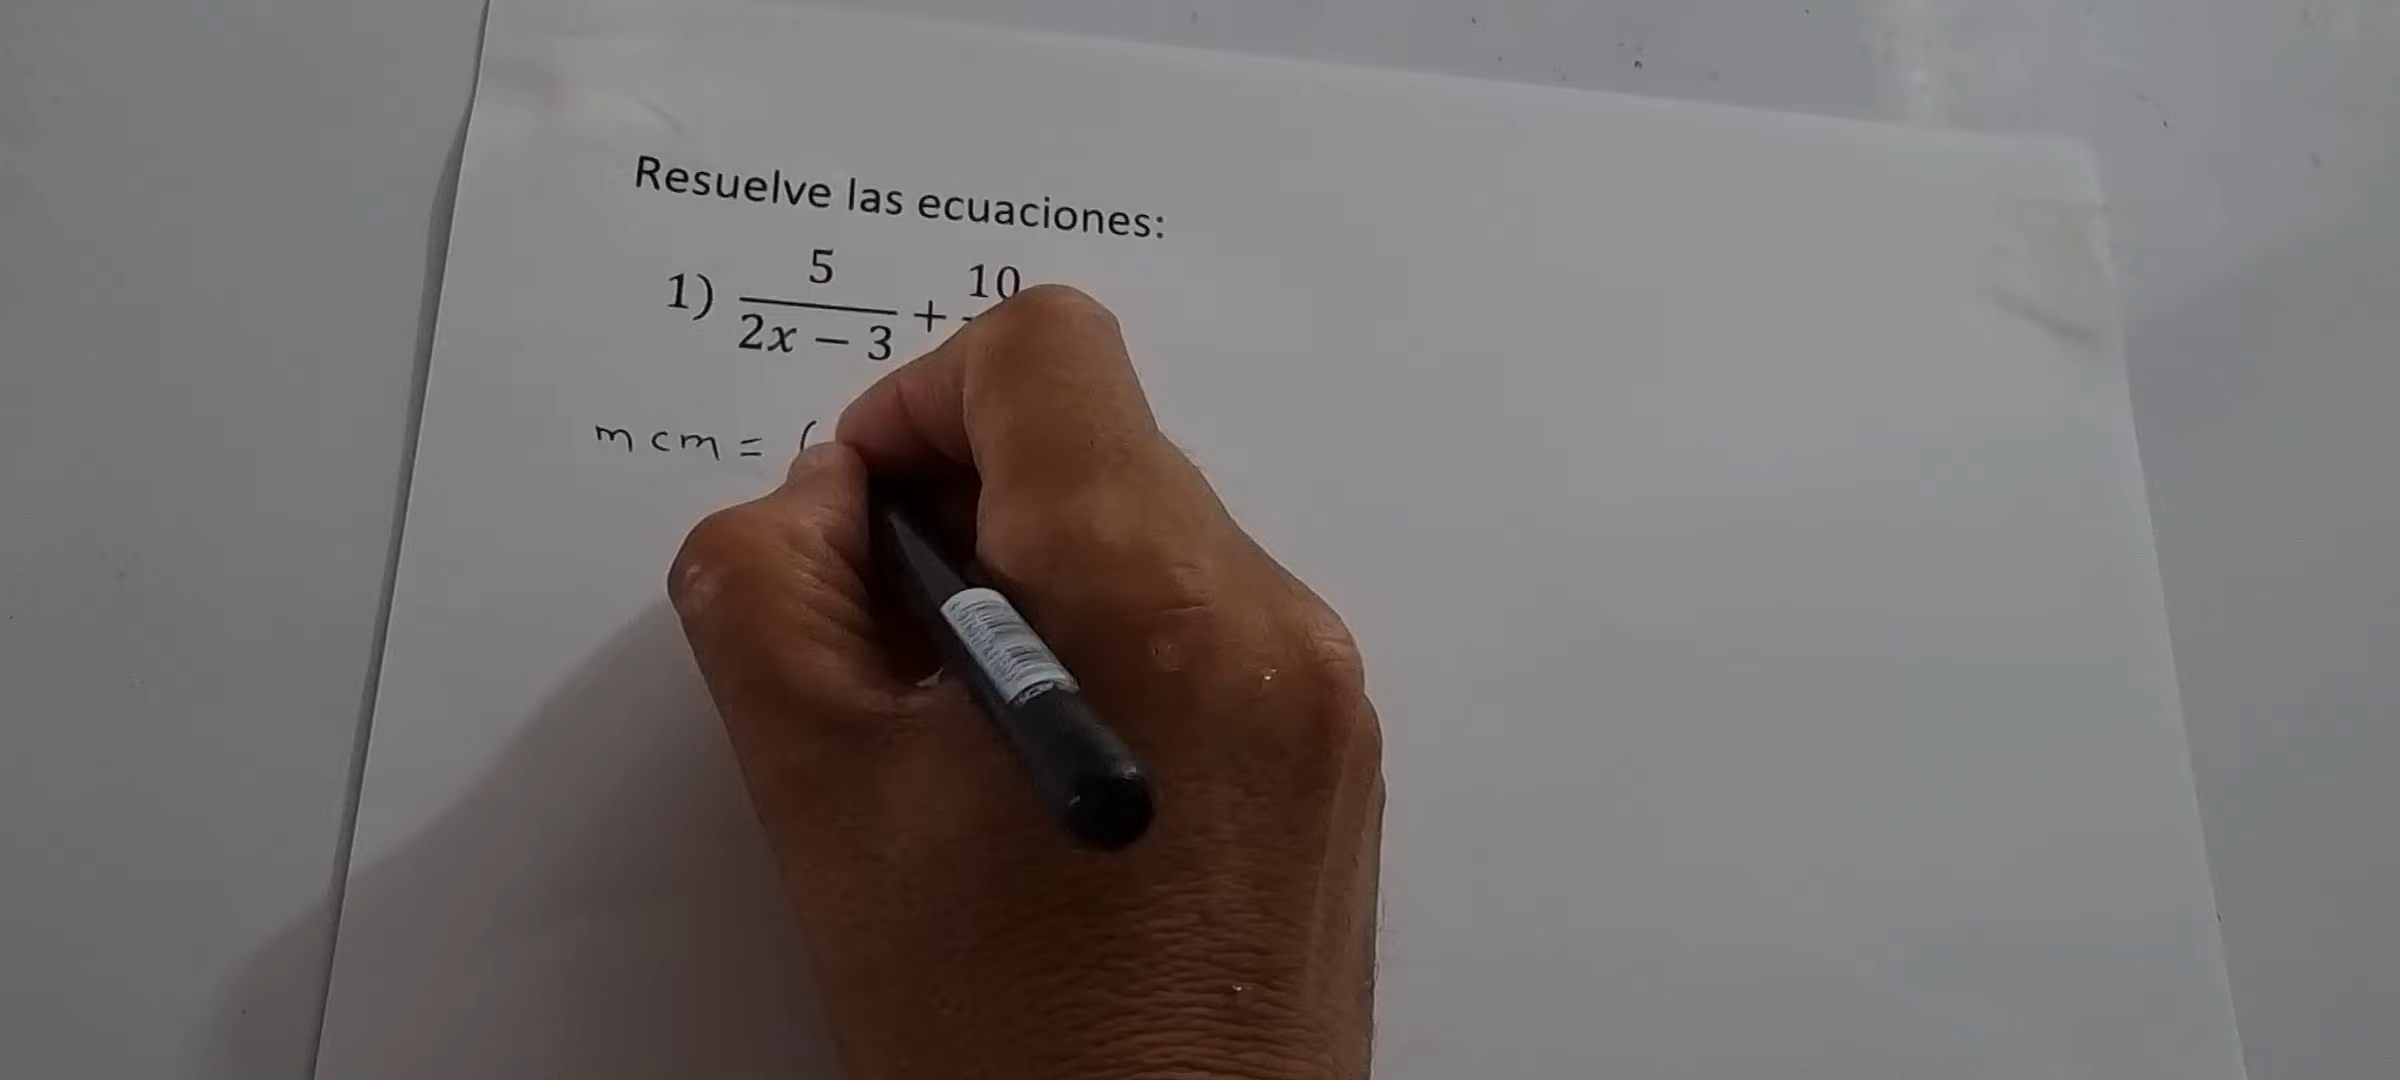 Resuelve las ecuaciones:
5 10
1) ― + 
2x − 3
mcm = (